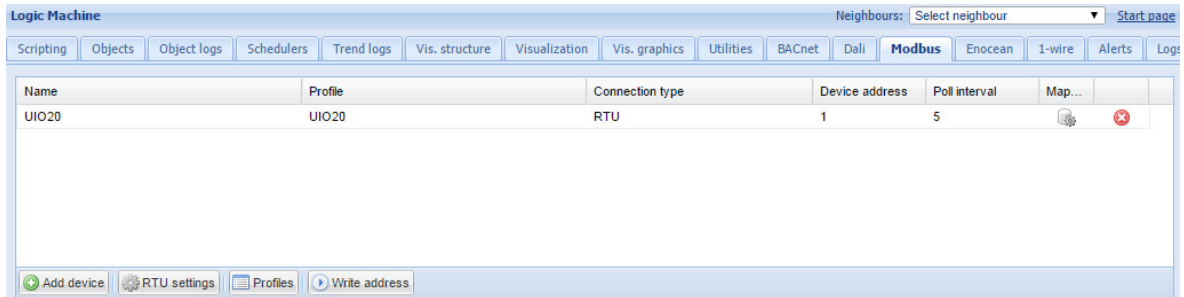 Logic Machine Neighbours: Select neighbour Start page
Scripting Objects Object logs Schedulers Trend logs Vis. structure Visualization Vis. graphics Utilities BACnet Dali Modbus Enocean 1-wire Alerts Logs
Name Profile Connection type Device address Poll interval Map...
UIO20 UIO20 RTU 1 5
Add device RTU settings Profiles Write address